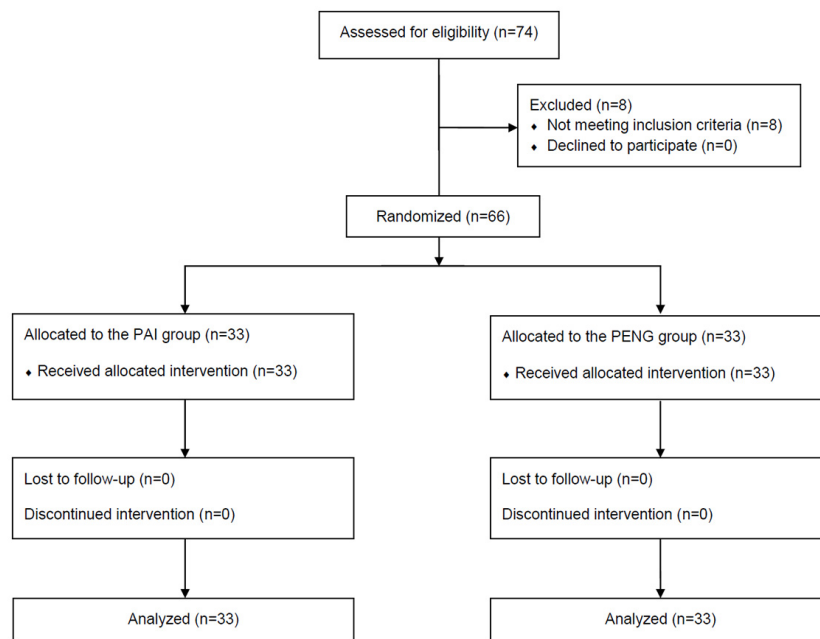 Assessed for eligibility (n=74)
Excluded (n=8)
♦ Not meeting inclusion criteria (n=8)
♦ Declined to participate (n=0)
Randomized (n=66)
Allocated to the PAI group (n=33)
♦ Received allocated intervention (n=33)
Allocated to the PENG group (n=33)
♦ Received allocated intervention (n=33)
Lost to follow-up (n=0)
Discontinued intervention (n=0)
Lost to follow-up (n=0)
Discontinued intervention (n=0)
Analyzed (n=33)
Analyzed (n=33)